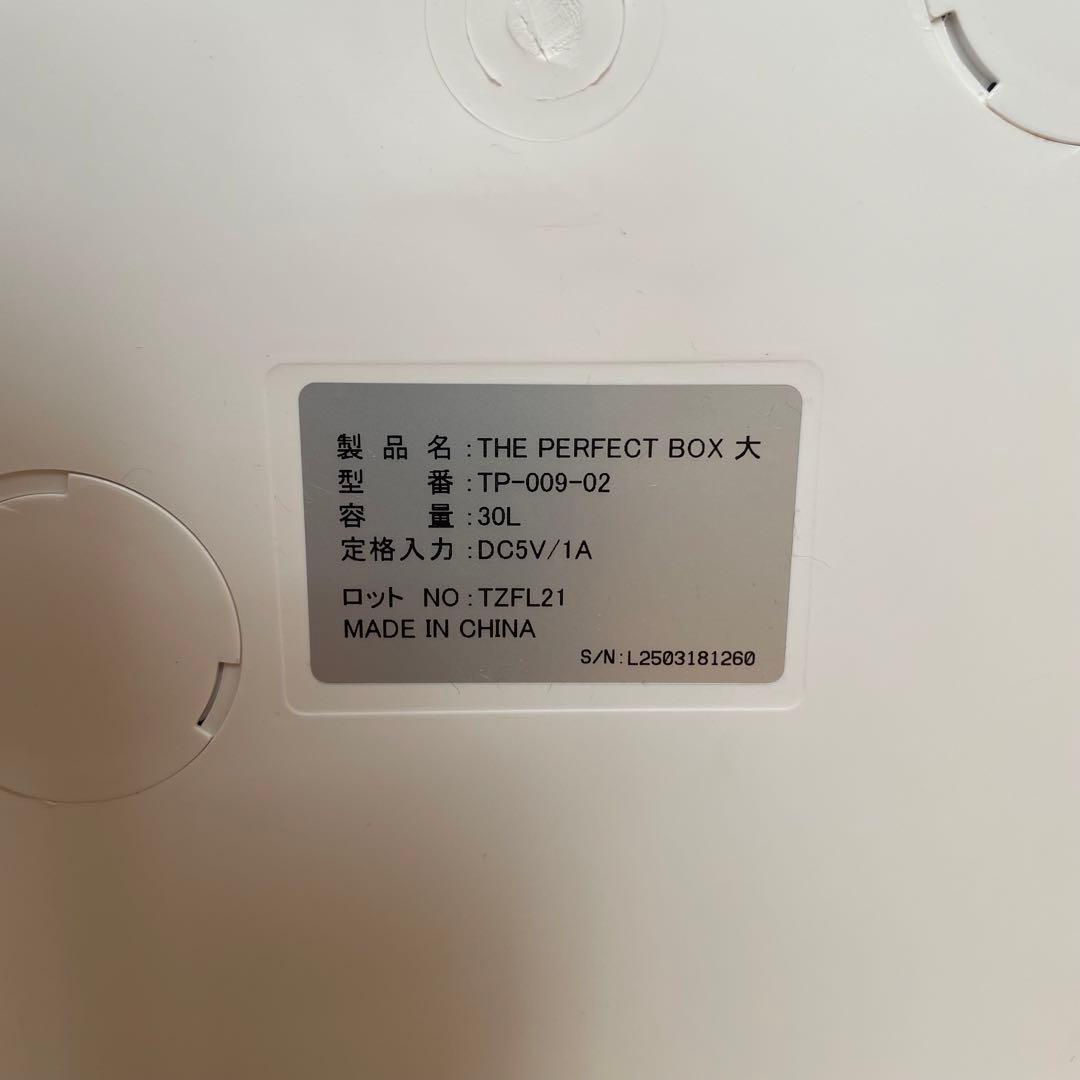 製品名:THE PERFECT BOX 大
型番:TP-009-02
容量:30L
定格入力:DC5V/1A
ロット NO:TZFL21
MADE IN CHINA
S/N:L2503181260